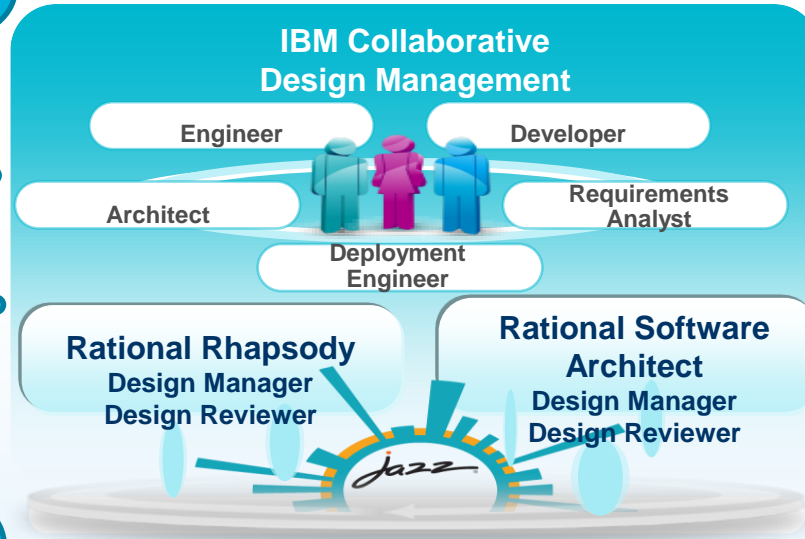 IBM Collaborative
Design Management
Engineer
Developer
Architect
Requirements
Analyst
Deployment
Engineer
Rational Rhapsody
Design Manager
Design Reviewer
Rational Software
Architect
Design Manager
Design Reviewer
jazz